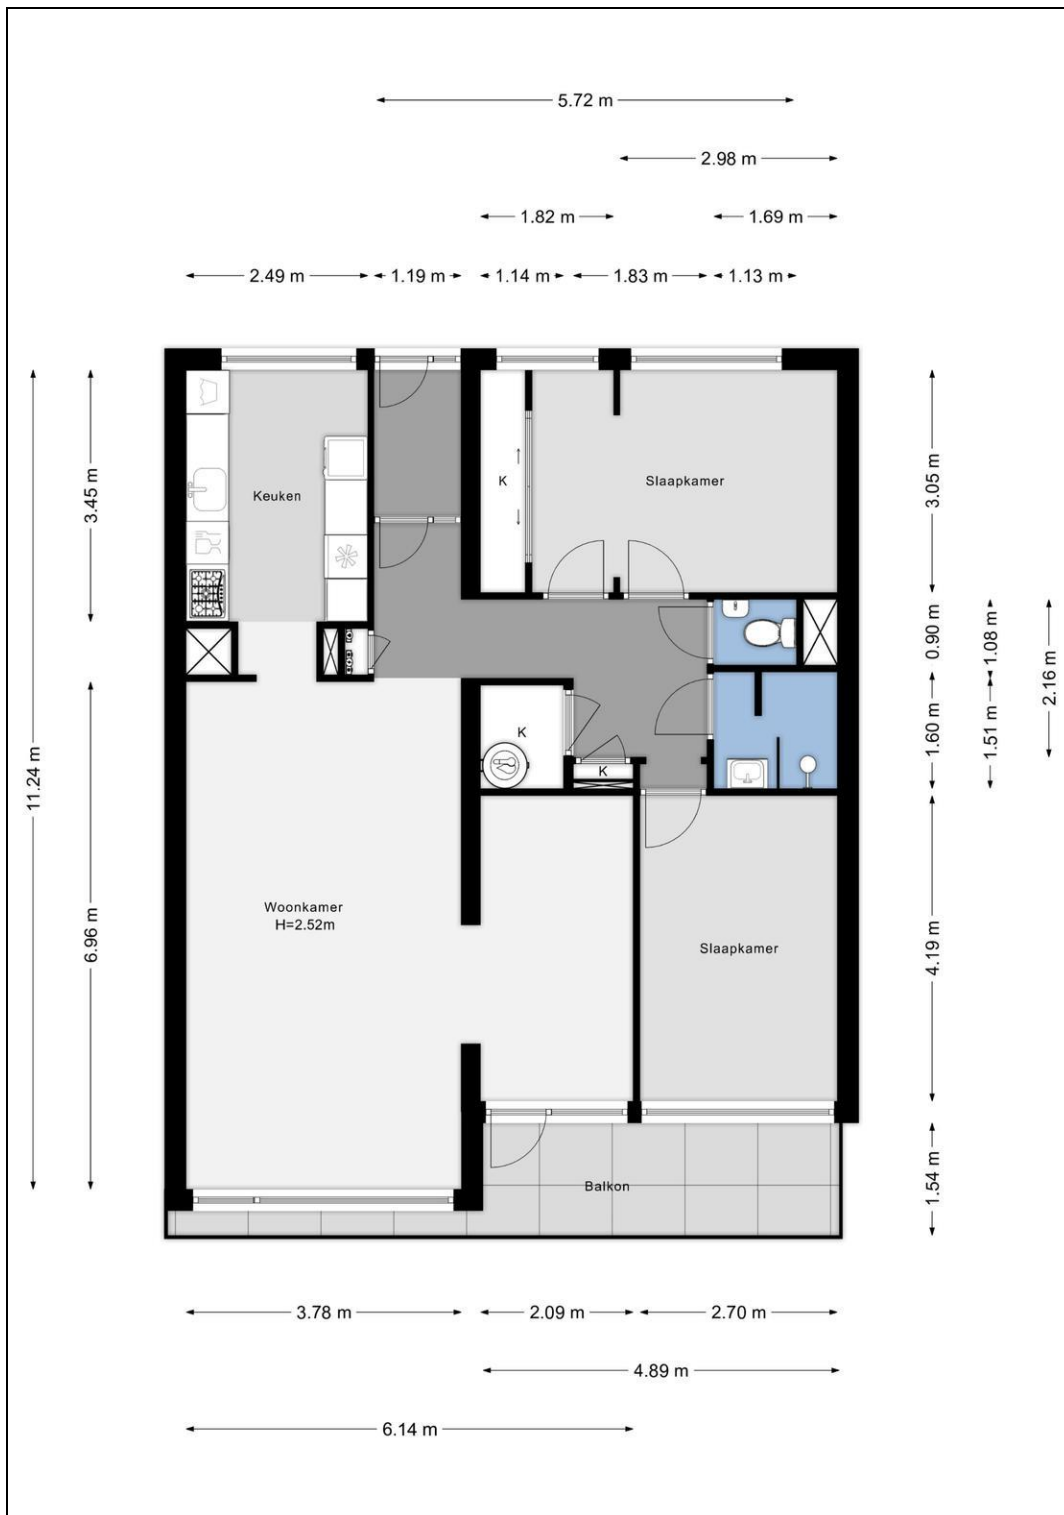 5.72 m
2.98 m
1.82 m
1.69 m
2.49 m
1.19 m
1.14 m
1.83 m
1.13 m
11.24 m
3.45 m
6.96 m
Keuken
K
Slaapkamer
K
K
Woonkamer
H=2.52m
Slaapkamer
Balkon
3.05 m
0.90 m
1.60 m
4.19 m
1.54 m
1.08 m
1.51 m
2.16 m
3.78 m
2.09 m
2.70 m
4.89 m
6.14 m